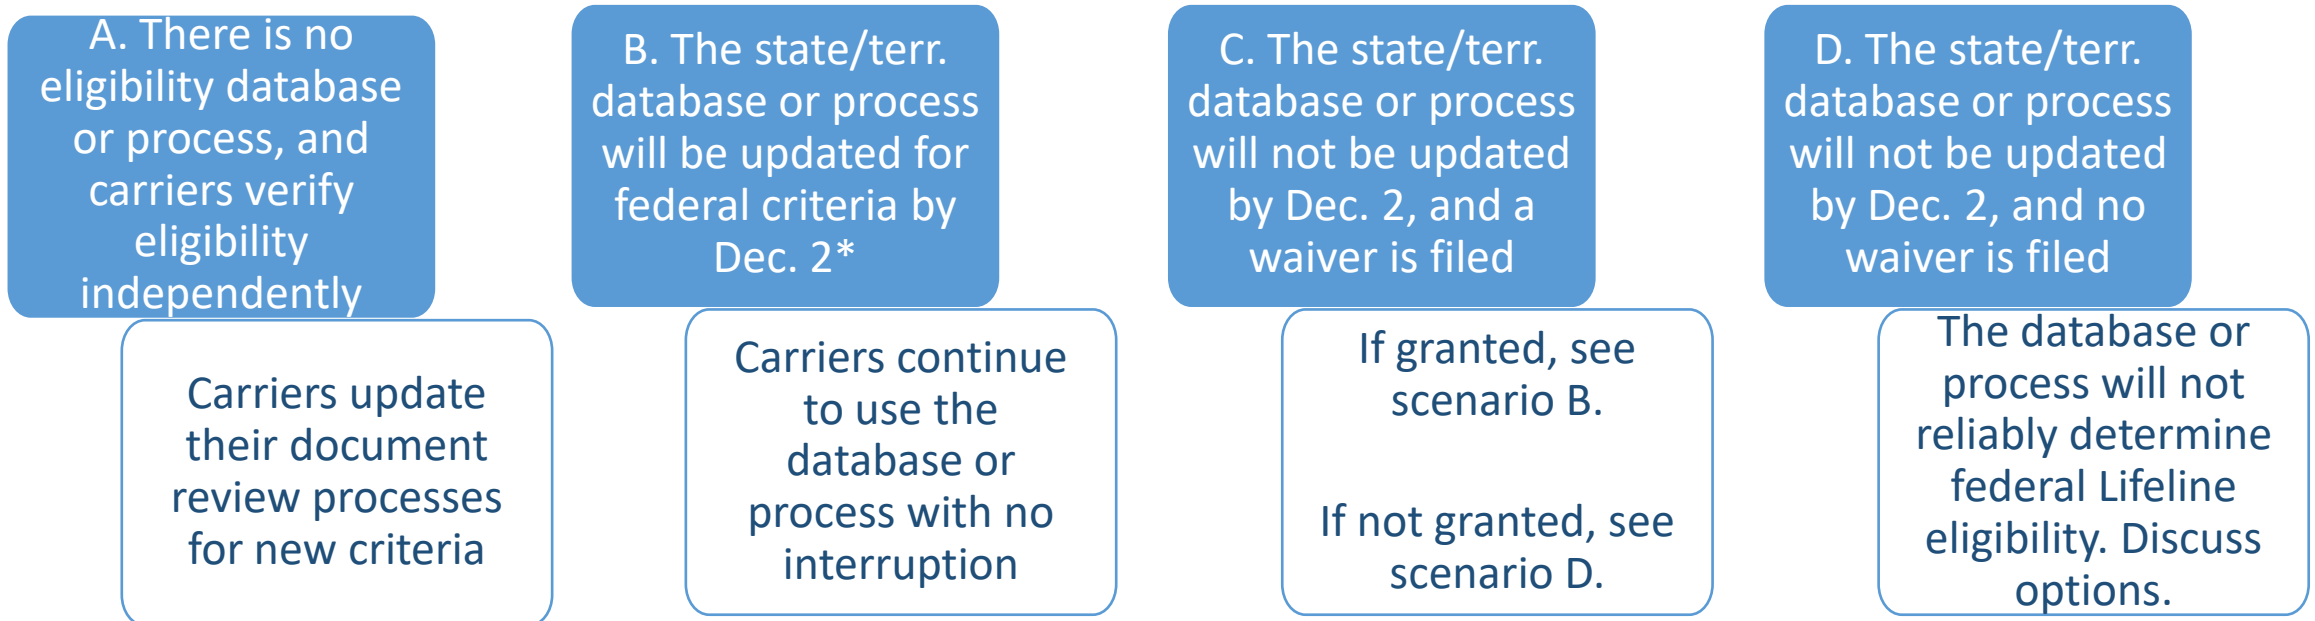 A. There is no
eligibility database
or process, and
carriers verify
eligibility
independently
Carriers update
their document
review processes
for new criteria
B. The state/terr.
database or process
will be updated for
federal criteria by
Dec. 2*
Carriers continue
to use the
database or
process with no
interruption
C. The state/terr.
database or process
will not be updated
by Dec. 2, and a
waiver is filed
If granted, see
scenario B.
If not granted, see
scenario D.
D. The state/terr.
database or process
will not be updated
by Dec. 2, and no
waiver is filed
The database or
process will not
reliably determine
federal Lifeline
eligibility. Discuss
options.